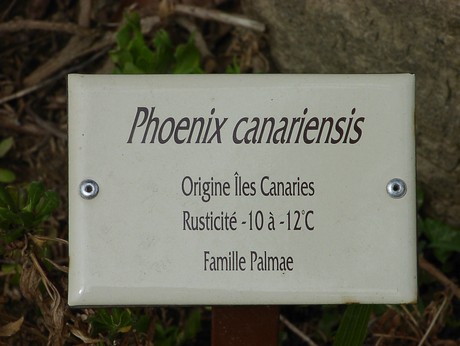 Phoenix canariensis
Origine Îles Canaries
Rusticité -10 à -12°C
Famille Palmae